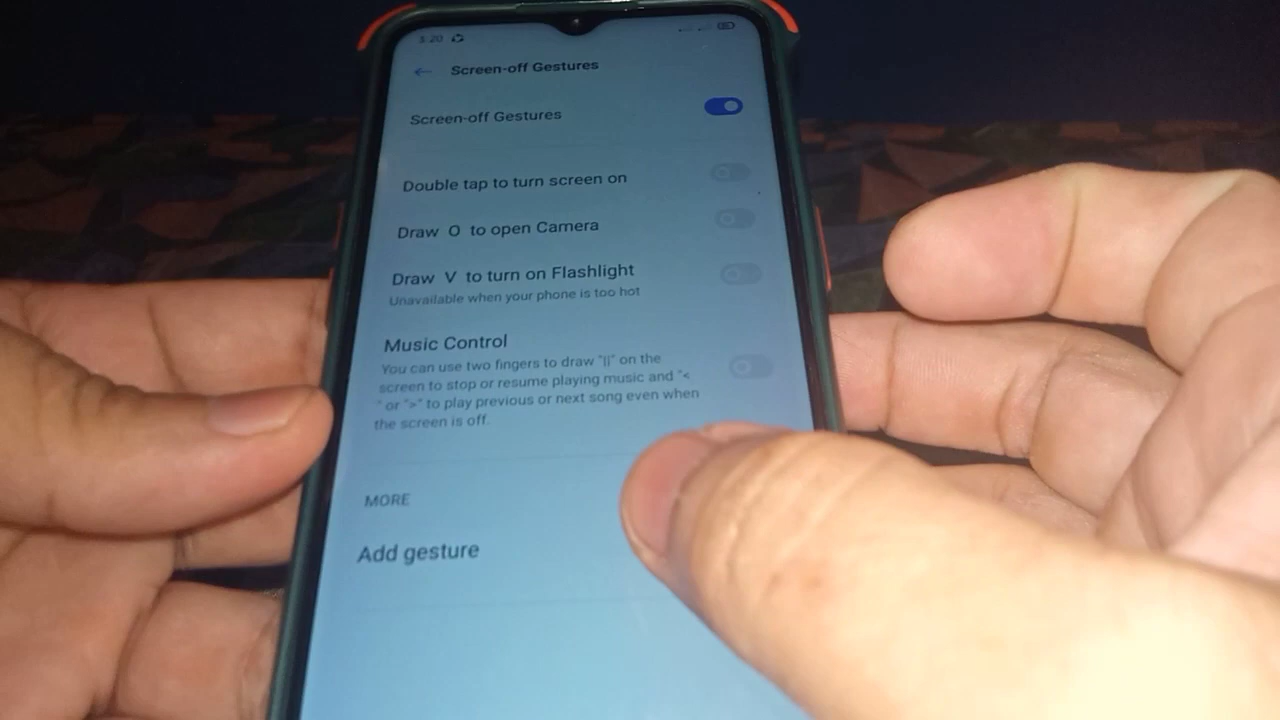 5:20
Screen-off Gestures
Screen-off Gestures
Double tap to turn screen on
Draw O to open Camera
Draw V to turn on Flashlight
Unavailable when your phone is too hot
Music Control
You can use two fingers to draw "||" on the
screen to stop or resume playing music and "<
" or ">" to play previous or next song even when
the screen is off.
MORE
Add gesture